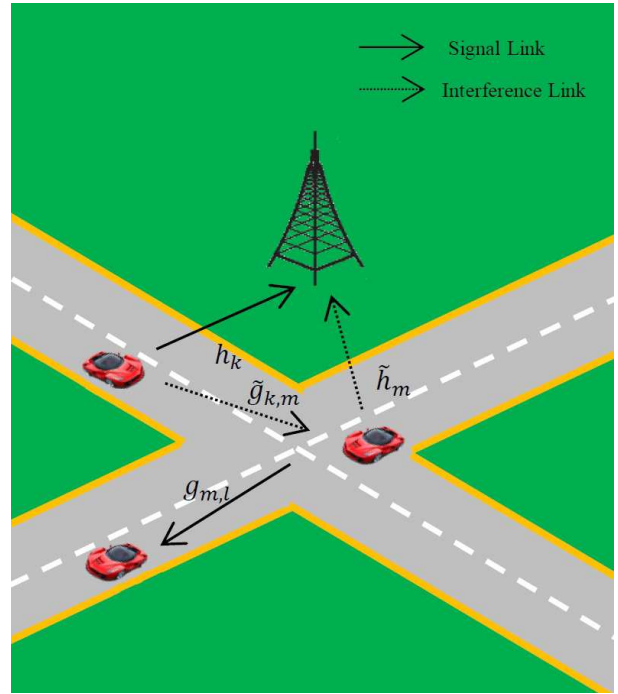 Signal Link
Interference Link
h_k
h̃_m
g̃_{k,m}
g_{m,l}